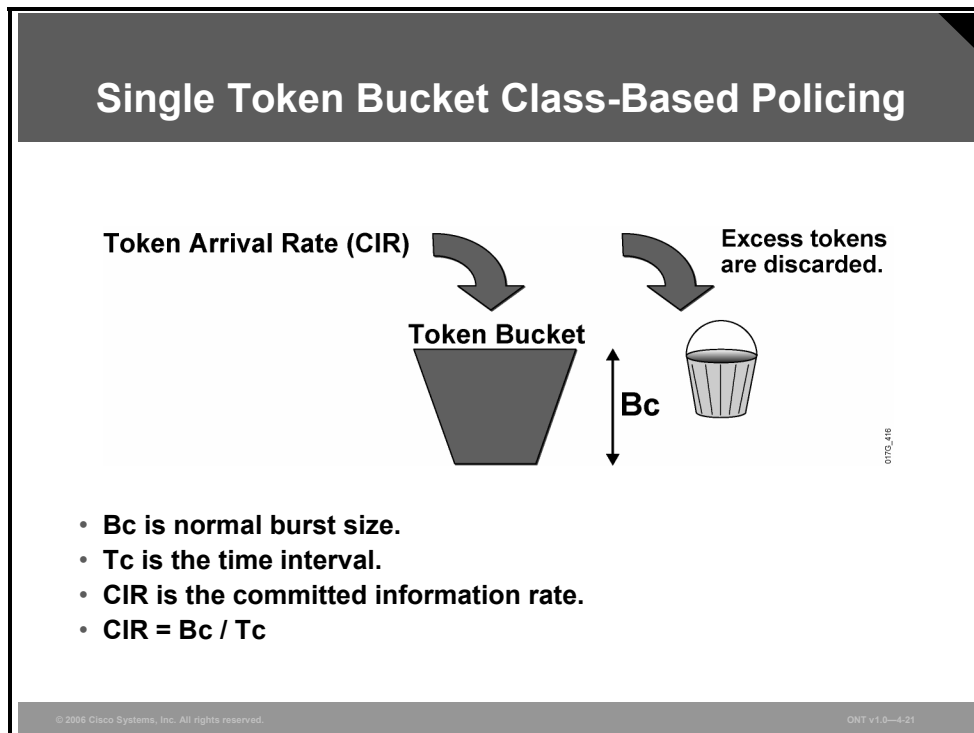 Single Token Bucket Class-Based Policing
Token Arrival Rate (CIR)
Excess tokens
are discarded.
Token Bucket
Bc
017G_416
• Bc is normal burst size.
• Tc is the time interval.
• CIR is the committed information rate.
• CIR = Bc / Tc
© 2006 Cisco Systems, Inc. All rights reserved.
ONT v1.0—4-21